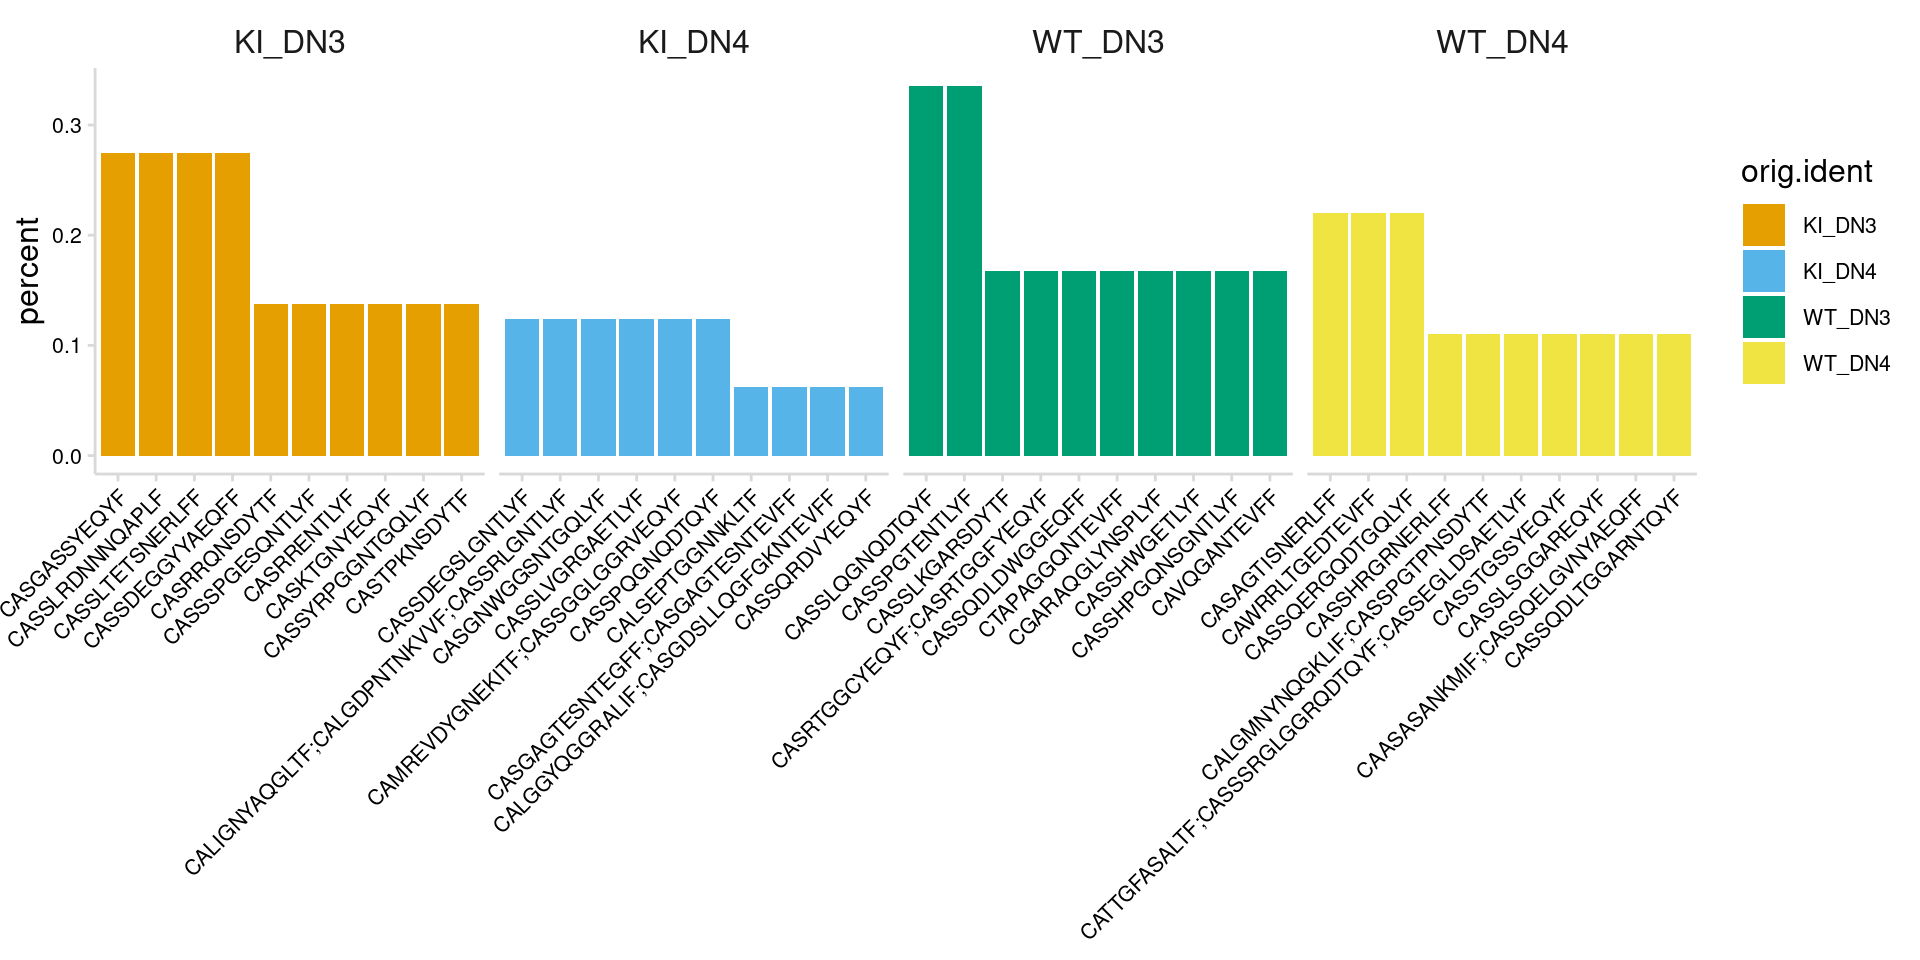 KI_DN3
KI_DN4
WT_DN3
WT_DN4
percent
0.3
0.2
0.1
0.0
CASGASSYEQYF
CASSLRDNNNQAPLF
CASSLTETSNERLFF
CASSDEGGYYAEQFF
CASRRQNSDYTF
CASSSPGESQNTLYF
CASRRENTLYF
CASKTGNYEQYF
CASSYRPGGNTGQLYF
CASTPKNSDYTF
CASSDEGSLGNTLYF
CALIGNYAQGLTF;CALGDPNTNKVVF;CASSRLGNTLYF
CASGNWGGSNTGQLYF
CASSLVGRGAETLYF
CAMREVDYGNEKITF;CASSGGLGGRVEQYF
CASSPQGNQDTQYF
CALSEPTGGNNKLTF
CASGAGTESNTEGFF;CASGAGTESNTEVFF
CALGGYQGGRALIF;CASGDSLLQGFGKNTEVFF
CASSQRDVYEQYF
CASSLQGNQDTQYF
CASSPGTENTLYF
CASSLKGARSDYTF
CASRTGGCYEQYF;CASRTGGFYEQYF
CASSQDLDWGGEQFF
CTAPAGGQNTEVFF
CGARAQGLYNSPLYF
CASSHWGETLYF
CASSHPGQNSGNTLYF
CAVQGANTEVFF
CASAGTISNERLFF
CAWRRLTGEDTEVFF
CASSQERGQDTGQLYF
CASSHRGRNERLFF
CALGMNYNQGKLIF;CASSPGTPNSDYTF
CATTGFASALTF;CASSSRGLGGRQDTQYF;CASSEGLDSAETLYF
CASSTGSSYEQYF
CASSLSGGAREQYF
CAASASANKMIF;CASSQELGVNYAEQFF
CASSQDLTGGARNTQYF
orig.ident
KI_DN3
KI_DN4
WT_DN3
WT_DN4